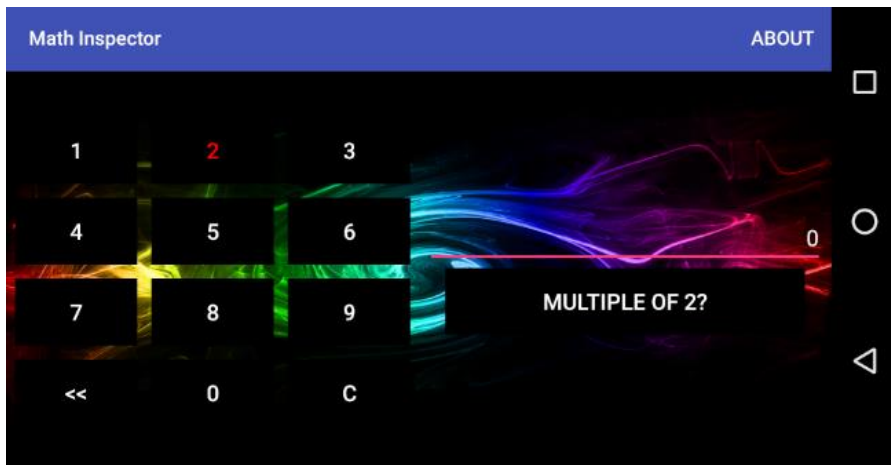 Math Inspector ABOUT
1 2 3
4 5 6
0
7 8 9
MULTIPLE OF 2?
<< 0 C